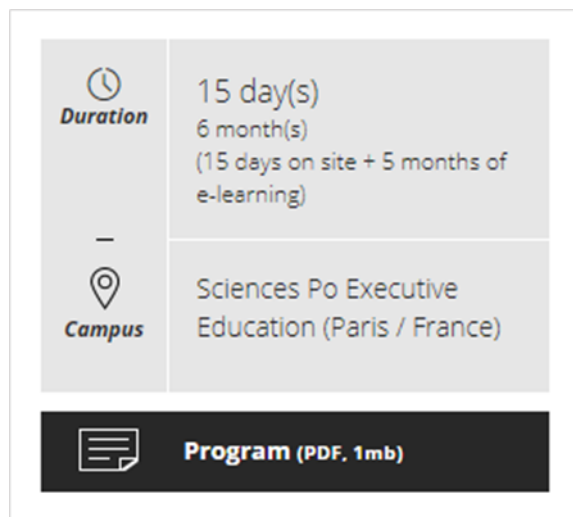 Duration
15 day(s)
6 month(s)
(15 days on site + 5 months of
e-learning)
Campus
Sciences Po Executive
Education (Paris / France)
Program (PDF, 1mb)